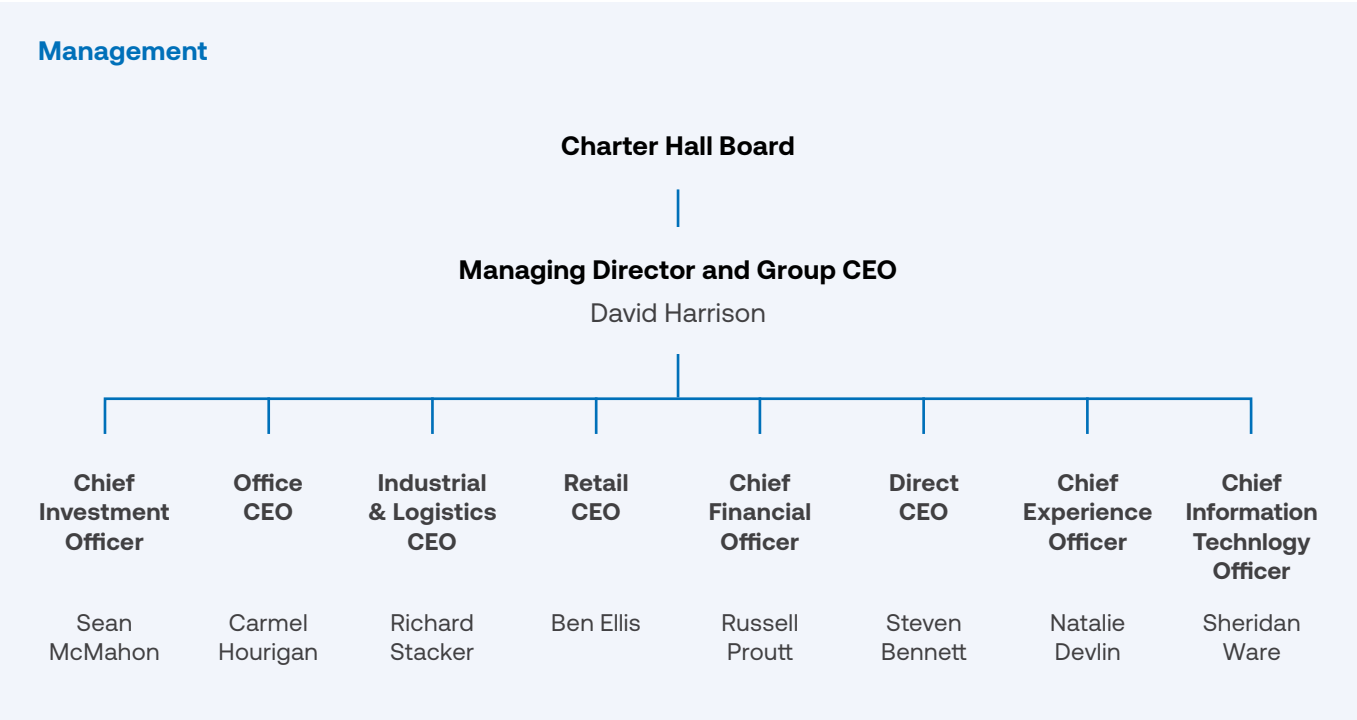 Management
Charter Hall Board
Managing Director and Group CEO
David Harrison
Chief
Investment
Officer
Sean
McMahon
Office
CEO
Carmel
Hourigan
Industrial
& Logistics
CEO
Richard
Stacker
Retail
CEO
Ben Ellis
Chief
Financial
Officer
Russell
Proutt
Direct
CEO
Steven
Bennett
Chief
Experience
Officer
Natalie
Devlin
Chief
Information
Technlogy
Officer
Sheridan
Ware